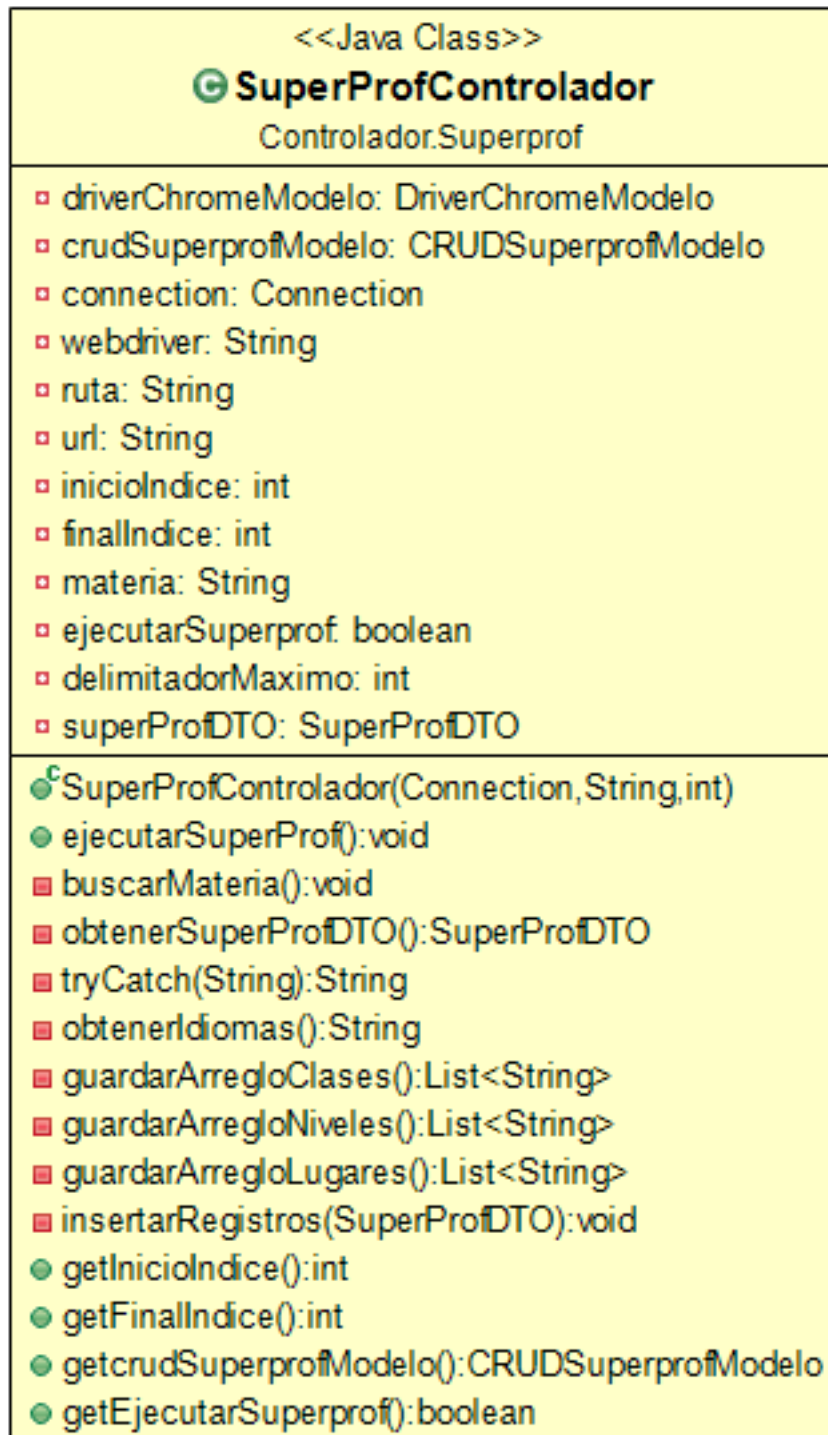 <<Java Class>>
SuperProfControlador
Controlador.Superprof
driverChromeModelo: DriverChromeModelo
crudSuperprofModelo: CRUDSuperprofModelo
connection: Connection
webdriver: String
ruta: String
url: String
inicioIndice: int
finalIndice: int
materia: String
ejecutarSuperprof: boolean
delimitadorMaximo: int
superProfDTO: SuperProfDTO
SuperProfControlador(Connection,String,int)
ejecutarSuperProf():void
buscarMateria():void
obtenerSuperProfDTO():SuperProfDTO
tryCatch(String):String
obtenerIdiomas():String
guardarArregloClases():List<String>
guardarArregloNiveles():List<String>
guardarArregloLugares():List<String>
insertarRegistros(SuperProfDTO):void
getInicioIndice():int
getFinalIndice():int
getcrudSuperprofModelo():CRUDSuperprofModelo
getEjecutarSuperprof():boolean